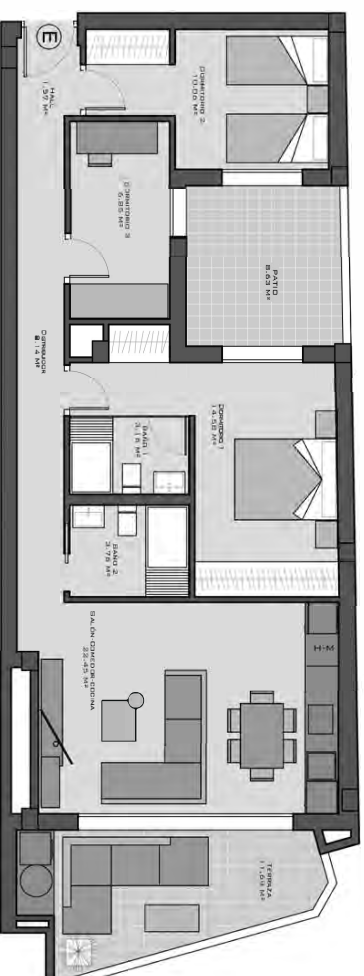 E
HALL
1.57 M²
DORMITORIO 2
10.06 M²
DORMITORIO 3
6.85 M²
PATIO
8.63 M²
DISTRIBUIDOR
8.14 M²
DORMITORIO 1
14.58 M²
BAÑO 1
3.18 M²
BAÑO 2
3.78 M²
SALÓN-COMEDOR-COCINA
22.45 M²
H-M
TERRAZA
11.69 M²